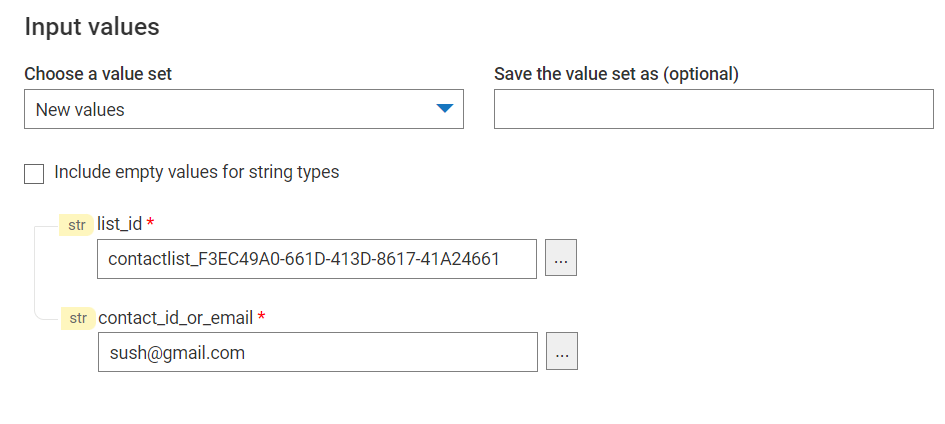 Input values
Choose a value set
Save the value set as (optional)
New values
Include empty values for string types
str list_id *
contactlist_F3EC49A0-661D-413D-8617-41A24661
...
str contact_id_or_email *
sush@gmail.com
...